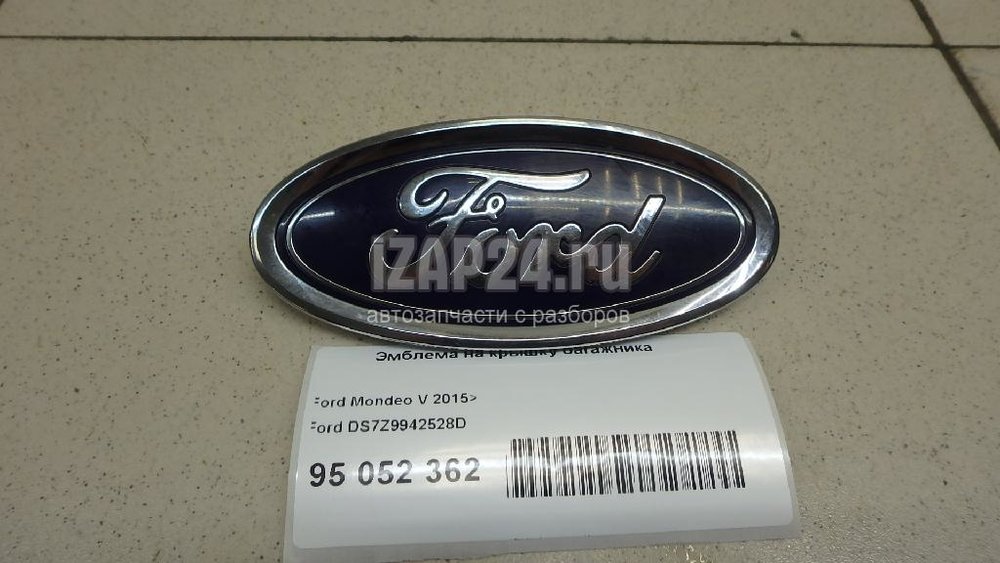 Ford
iZAP24.ru
автозапчасти с разборов
Эмблема на крышку багажника
Ford Mondeo V 2015>
Ford DS7Z9942528D
95 052 362